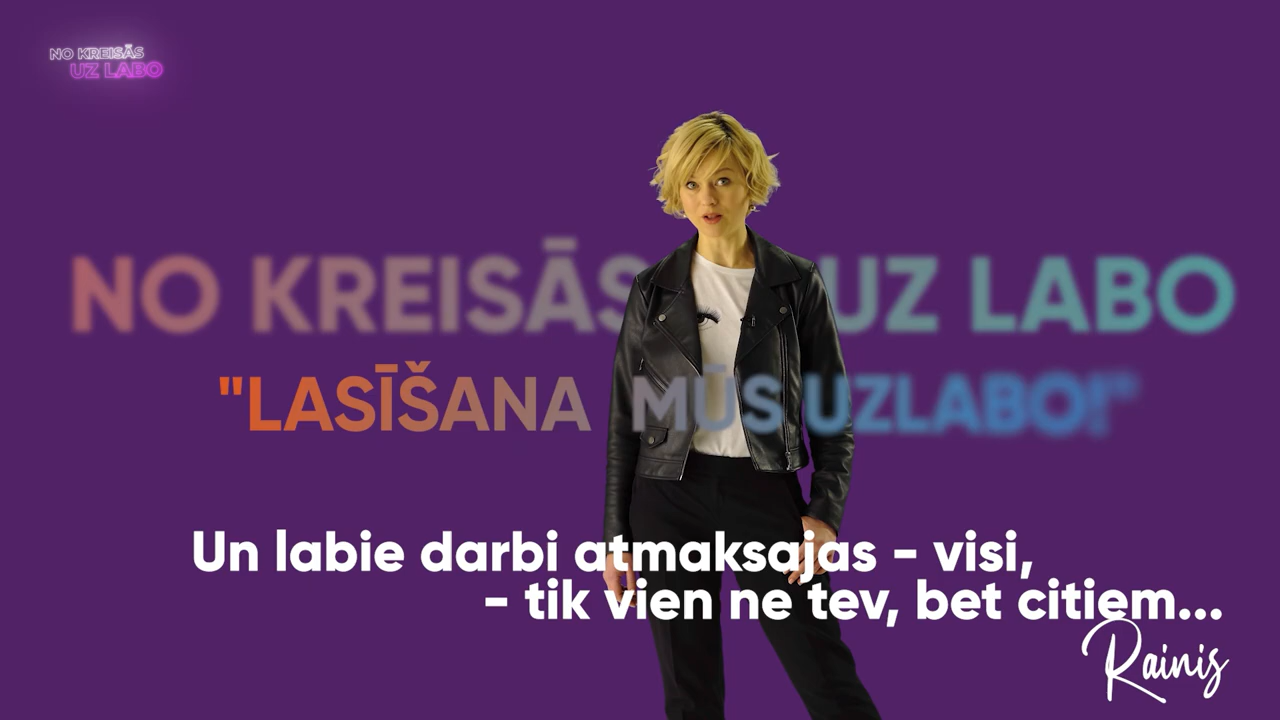 NO KREISĀS
UZ LABO
NO KREISĀS UZ LABO
"LASĪŠANA MŪS UZLABO!"
Un labie darbi atmaksajas - visi,
- tik vien ne tev, bet citiem...
Rainis